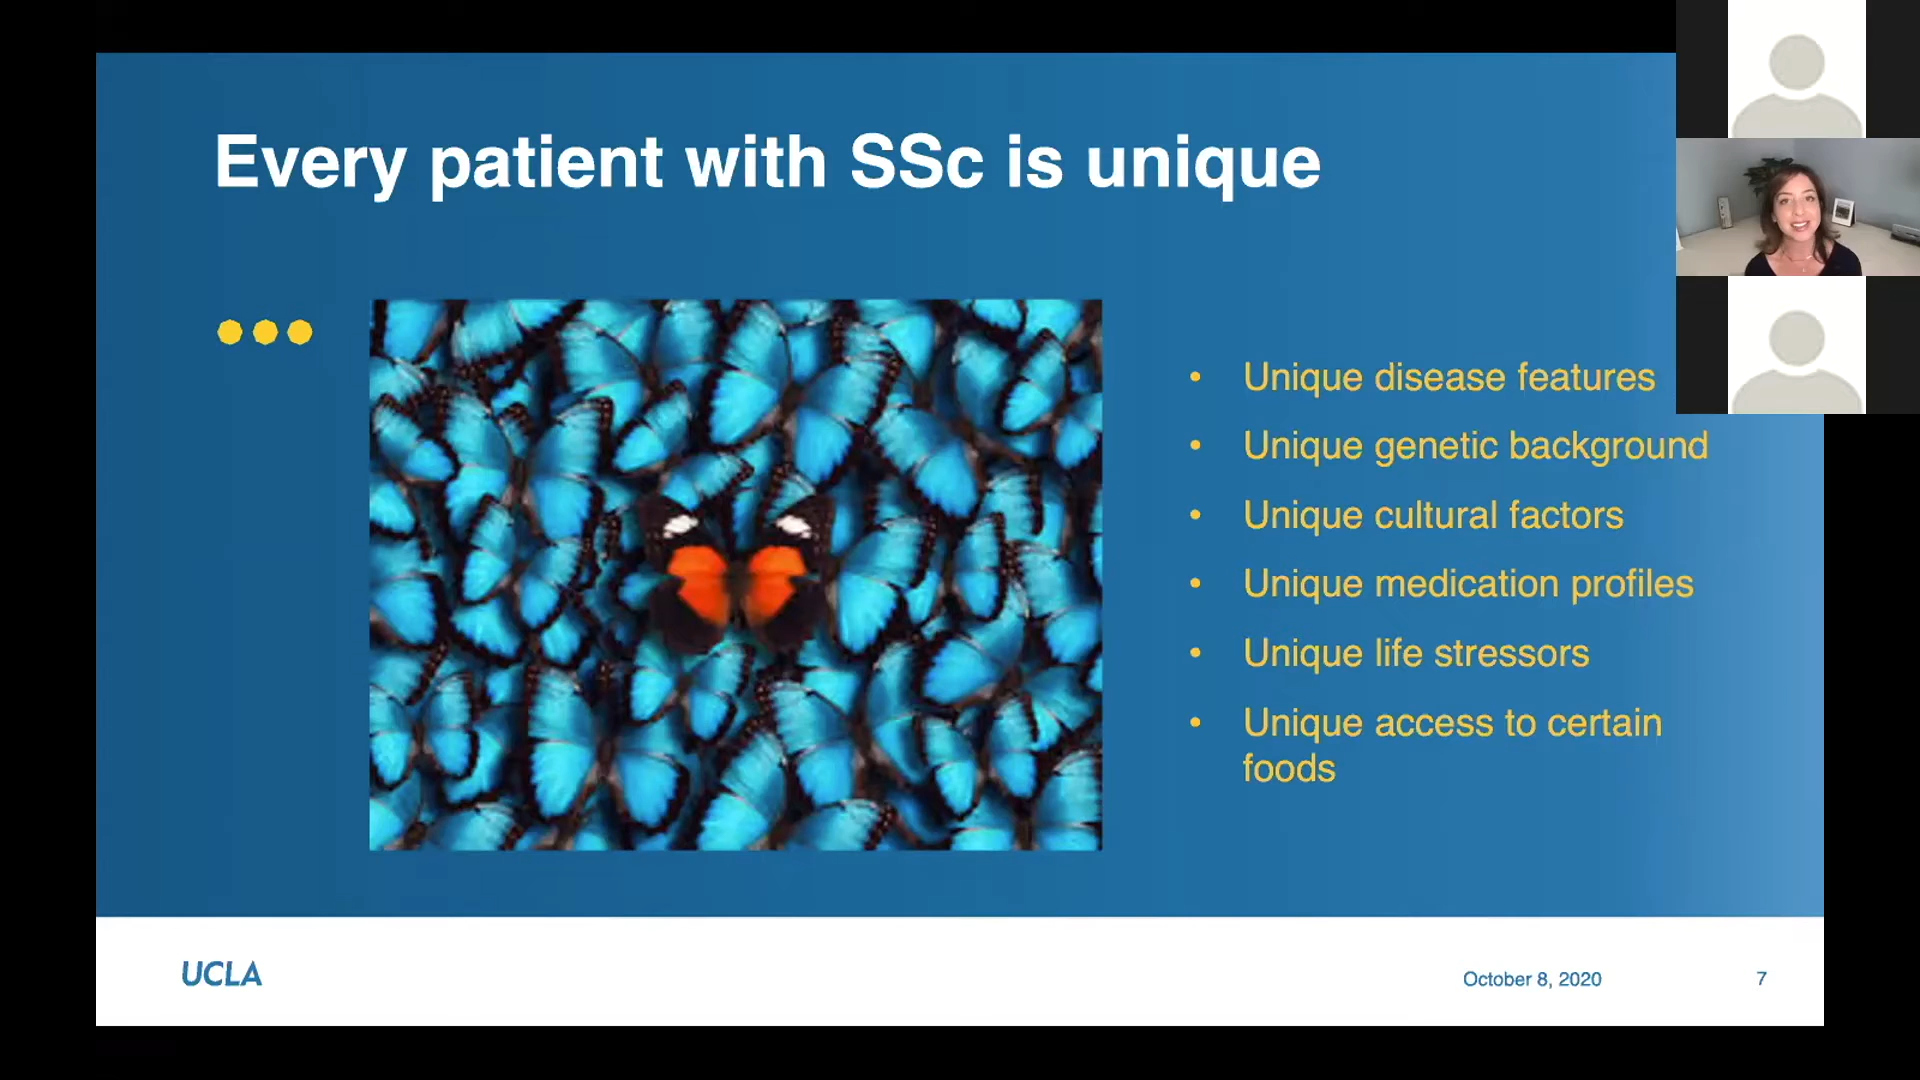 Every patient with SSc is unique
• Unique disease features
• Unique genetic background
• Unique cultural factors
• Unique medication profiles
• Unique life stressors
• Unique access to certain
foods
UCLA
October 8, 2020
7